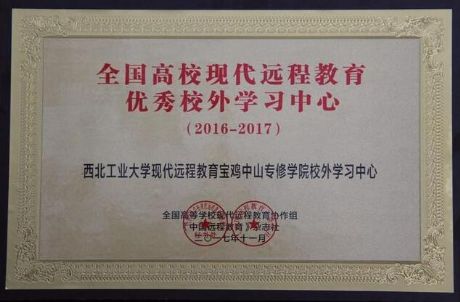 全国高校现代远程教育
优秀校外学习中心
(2016-2017)
西北工业大学现代远程教育宝鸡中山专修学院校外学习中心
全国高等学校现代远程教育协作组
《中国远程教育》杂志社
二〇一七年十一月